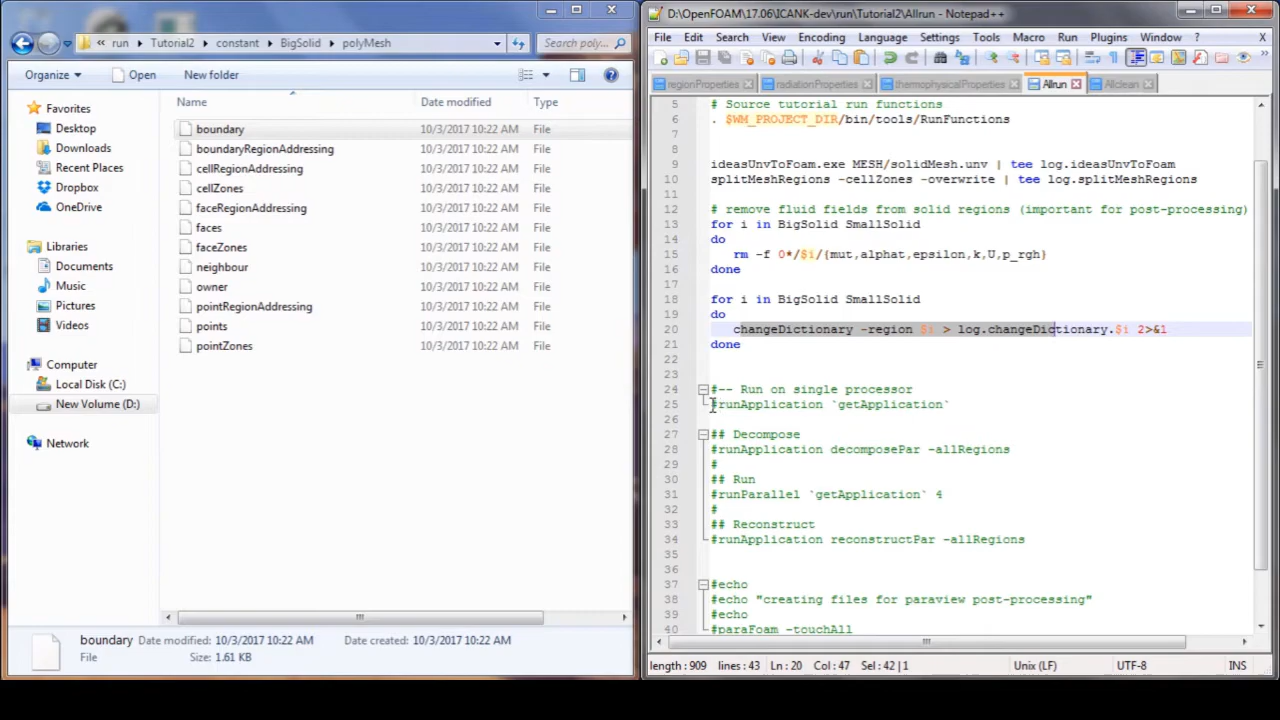 « run ▸ Tutorial2 ▸ constant ▸ BigSolid ▸ polyMesh
Search poly...
Organize
Open
New folder
Favorites
Desktop
Downloads
Recent Places
Dropbox
OneDrive
Libraries
Documents
Music
Pictures
Videos
Computer
Local Disk (C:)
New Volume (D:)
Network
Name Date modified Type
boundary 10/3/2017 10:22 AM File
boundaryRegionAddressing 10/3/2017 10:22 AM File
cellRegionAddressing 10/3/2017 10:22 AM File
cellZones 10/3/2017 10:22 AM File
faceRegionAddressing 10/3/2017 10:22 AM File
faces 10/3/2017 10:22 AM File
faceZones 10/3/2017 10:22 AM File
neighbour 10/3/2017 10:22 AM File
owner 10/3/2017 10:22 AM File
pointRegionAddressing 10/3/2017 10:22 AM File
points 10/3/2017 10:22 AM File
pointZones 10/3/2017 10:22 AM File
boundary Date modified: 10/3/2017 10:22 AM Date created: 10/3/2017 10:22 AM
File Size: 1.61 KB
D:\OpenFOAM\17.06\ICANK-dev\run\Tutorial2\Allrun - Notepad++
File Edit Search View Encoding Language Settings Tools Macro Run Plugins Window ? X
regionProperties radiationProperties thermophysicalProperties Allrun Allclean
5 # Source tutorial run functions
6 . $WM_PROJECT_DIR/bin/tools/RunFunctions
7
8
9 ideasUnvToFoam.exe MESH/solidMesh.unv | tee log.ideasUnvToFoam
10 splitMeshRegions -cellZones -overwrite | tee log.splitMeshRegions
11
12 # remove fluid fields from solid regions (important for post-processing)
13 for i in BigSolid SmallSolid
14 do
15 rm -f 0*/$i/{mut,alphat,epsilon,k,U,p_rgh}
16 done
17
18 for i in BigSolid SmallSolid
19 do
20 changeDictionary -region $i > log.changeDictionary.$i 2>&1
21 done
22
23
24 #-- Run on single processor
25 #runApplication `getApplication`
26
27 ## Decompose
28 #runApplication decomposePar -allRegions
29 #
30 ## Run
31 #runParallel `getApplication` 4
32 #
33 ## Reconstruct
34 #runApplication reconstructPar -allRegions
35
36
37 #echo
38 #echo "creating files for paraview post-processing"
39 #echo
40 #paraFoam -touchAll
length : 909 lines : 43 Ln : 20 Col : 47 Sel : 42 | 1 Unix (LF) UTF-8 INS